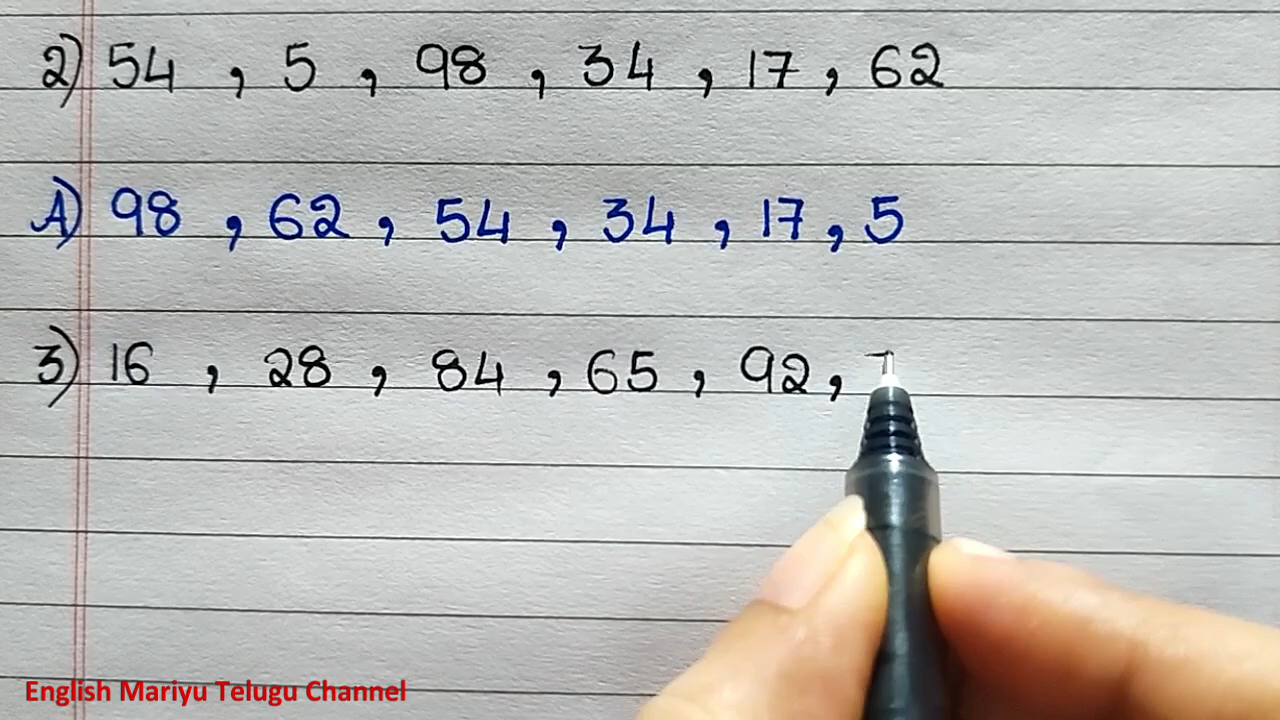 2) 54 , 5 , 98 , 34 , 17 , 62
A) 98 , 62 , 54 , 34 , 17 , 5
3) 16 , 28 , 84 , 65 , 92 ,
English Mariyu Telugu Channel